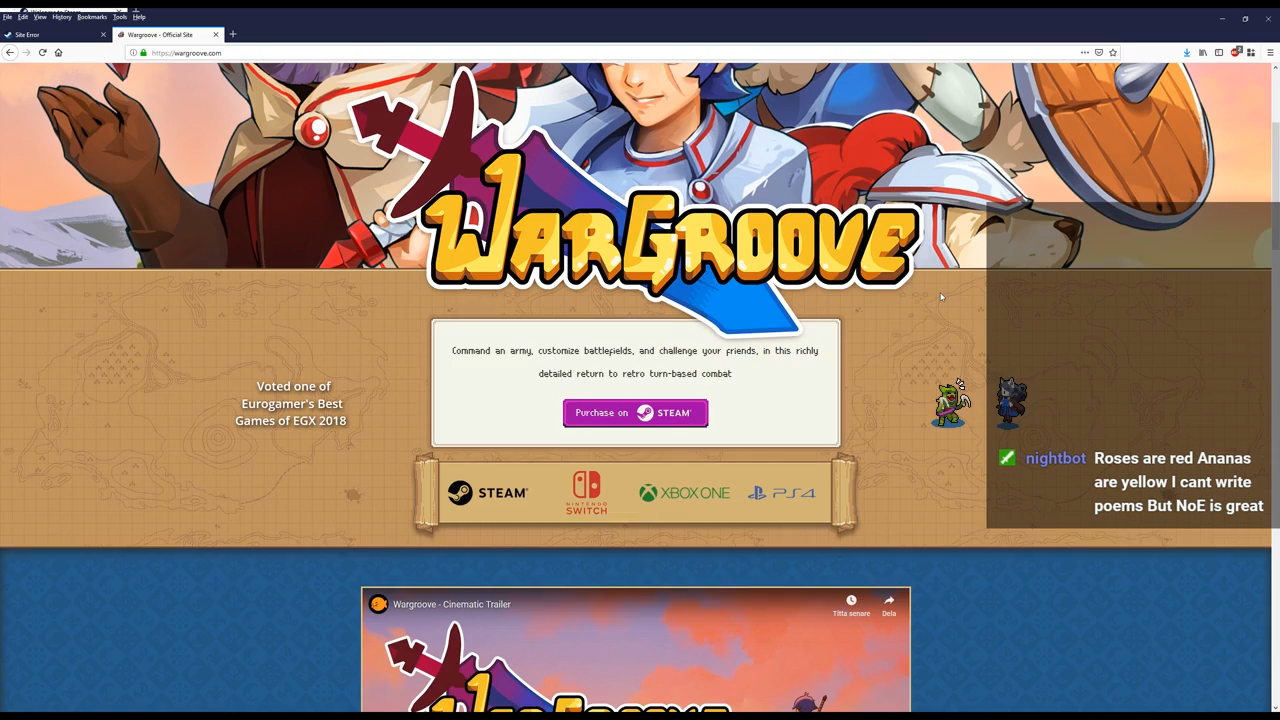 File Edit View History Bookmarks Tools Help
Site Error
Wargroove - Official Site
https://wargroove.com
WARGROOVE
Command an army, customize battlefields, and challenge your friends, in this richly
detailed return to retro turn-based combat
Purchase on STEAM
Voted one of
Eurogamer's Best
Games of EGX 2018
STEAM
NINTENDO
SWITCH
XBOX ONE
PS4
nightbot Roses are red Ananas
are yellow I cant write
poems But NoE is great
Wargroove - Cinematic Trailer
Titta senare
Dela
WARGROOVE